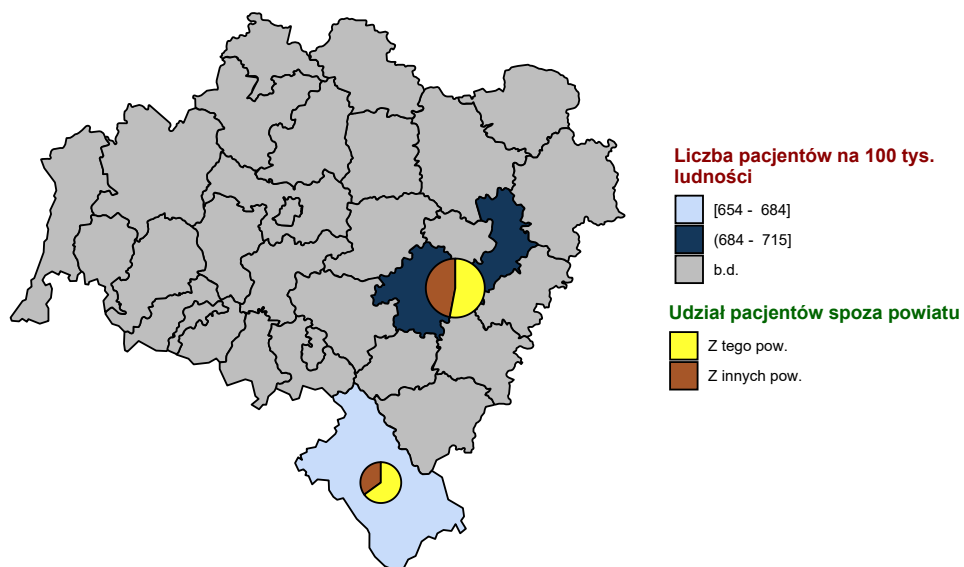 Liczba pacjentów na 100 tys.
ludności
[654 - 684]
(684 - 715]
b.d.
Udział pacjentów spoza powiatu
Z tego pow.
Z innych pow.